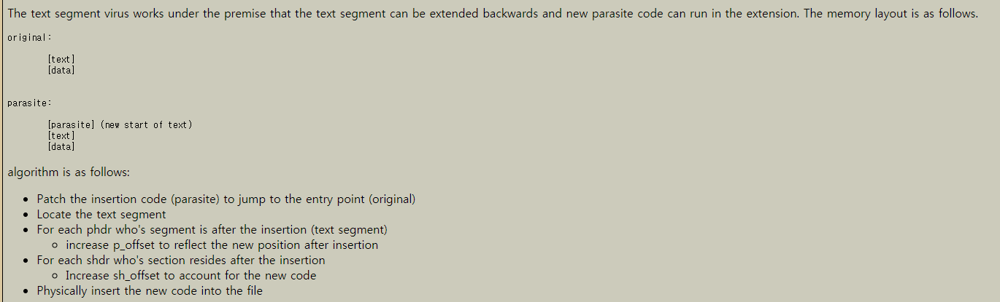 The text segment virus works under the premise that the text segment can be extended backwards and new parasite code can run in the extension. The memory layout is as follows.
original:
[text]
[data]
parasite:
[parasite] (new start of text)
[text]
[data]
algorithm is as follows:
• Patch the insertion code (parasite) to jump to the entry point (original)
• Locate the text segment
• For each phdr who's segment is after the insertion (text segment)
○ increase p_offset to reflect the new position after insertion
• For each shdr who's section resides after the insertion
○ Increase sh_offset to account for the new code
• Physically insert the new code into the file